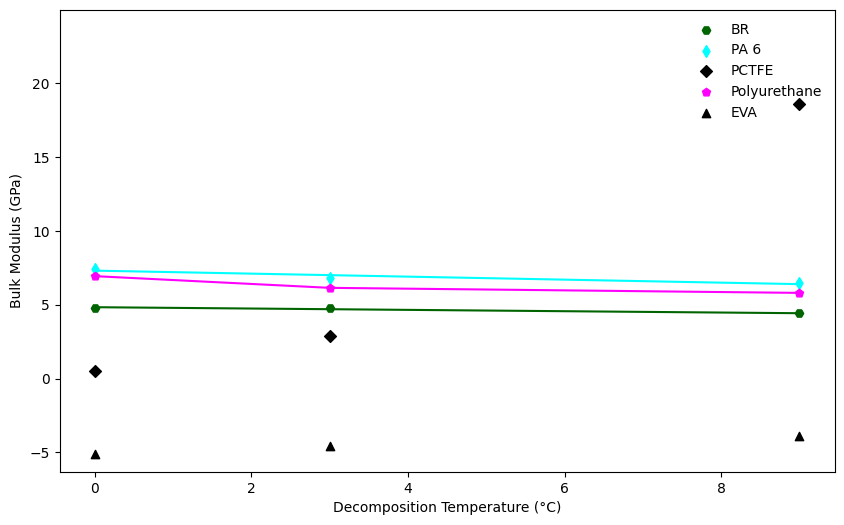 BR
PA 6
PCTFE
Polyurethane
EVA
20
15
10
5
0
−5
Bulk Modulus (GPa)
0 2 4 6 8
Decomposition Temperature (°C)